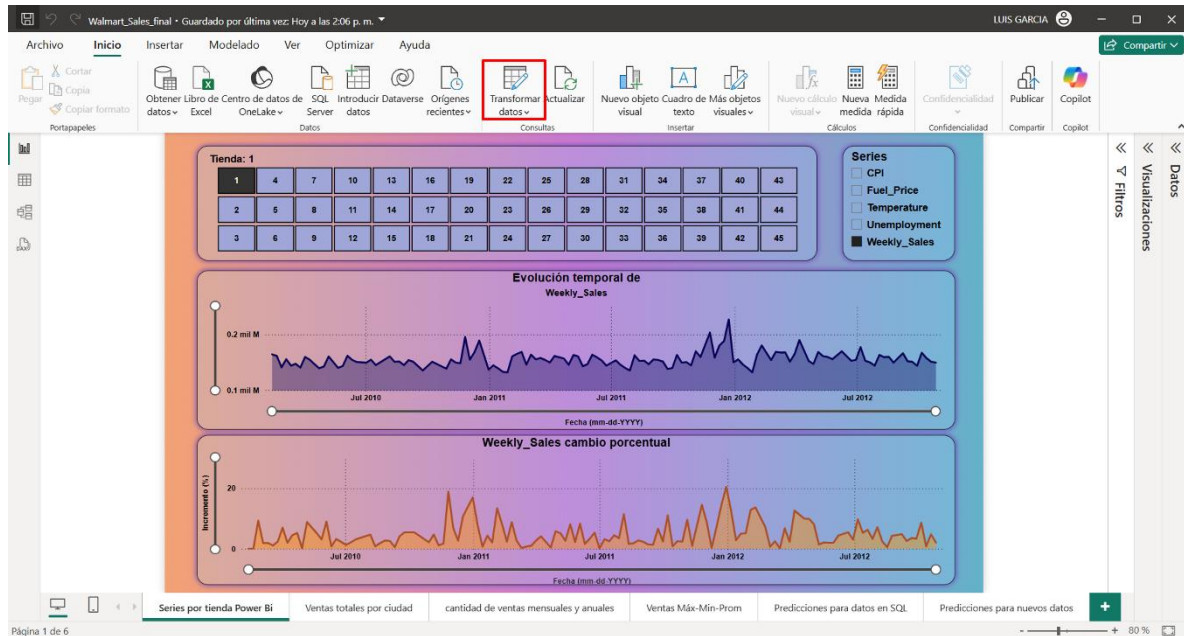 Walmart_Sales_final • Guardado por última vez: Hoy a las 2:06 p. m.
LUIS GARCIA
Archivo Inicio Insertar Modelado Ver Optimizar Ayuda
Compartir
Pegar
Cortar
Copia
Copiar formato
Portapapeles
Obtener datos
Libro de Excel
Centro de datos de OneLake
SQL Server
Introducir datos
Dataverse
Orígenes recientes
Datos
Transformar datos
Actualizar
Consultas
Nuevo objeto visual
Cuadro de texto
Más objetos visuales
Insertar
Nuevo cálculo visual
Nueva medida
Medida rápida
Cálculos
Confidencialidad
Confidencialidad
Publicar
Compartir
Copilot
Copilot
Tienda: 1
1 4 7 10 13 16 19 22 25 28 31 34 37 40 43
2 5 8 11 14 17 20 23 26 29 32 35 38 41 44
3 6 9 12 15 18 21 24 27 30 33 36 39 42 45
Series
CPI
Fuel_Price
Temperature
Unemployment
Weekly_Sales
Filtros
Visualizaciones
Datos
Evolución temporal de
Weekly_Sales
0.2 mil M
0.1 mil M
Jul 2010 Jan 2011 Jul 2011 Jan 2012 Jul 2012
Fecha (mm-dd-YYYY)
Weekly_Sales cambio porcentual
Incremento (%)
20
0
Jul 2010 Jan 2011 Jul 2011 Jan 2012 Jul 2012
Fecha (mm-dd-YYYY)
Series por tienda Power Bi Ventas totales por ciudad cantidad de ventas mensuales y anuales Ventas Máx-Min-Prom Predicciones para datos en SQL Predicciones para nuevos datos
Página 1 de 6
80 %